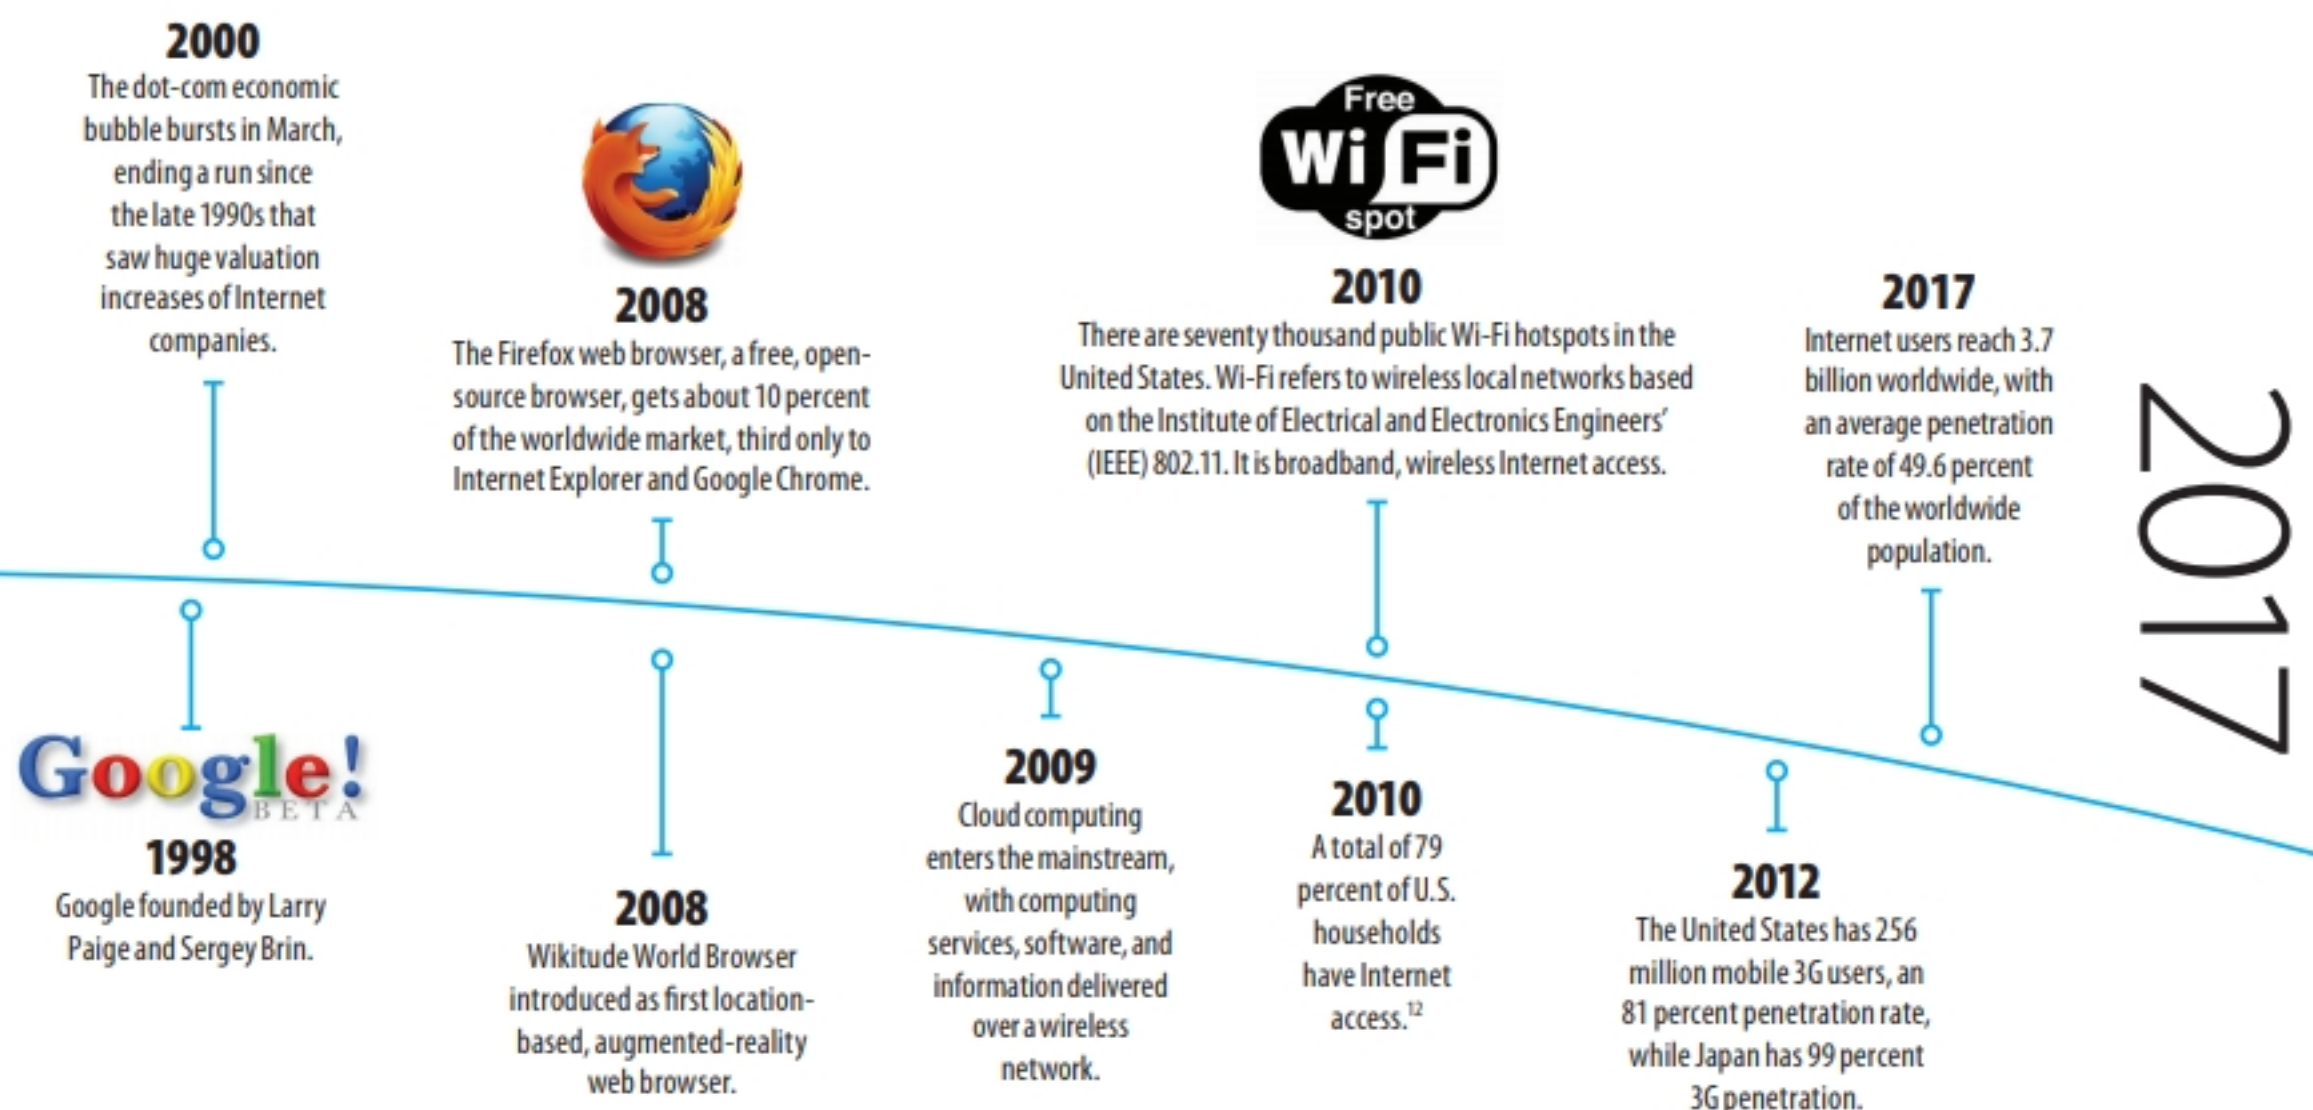 2000
The dot-com economic
bubble bursts in March,
ending a run since
the late 1990s that
saw huge valuation
increases of Internet
companies.
2008
The Firefox web browser, a free, open-
source browser, gets about 10 percent
of the worldwide market, third only to
Internet Explorer and Google Chrome.
Free
Wi Fi
spot
2010
There are seventy thousand public Wi-Fi hotspots in the
United States. Wi-Fi refers to wireless local networks based
on the Institute of Electrical and Electronics Engineers’
(IEEE) 802.11. It is broadband, wireless Internet access.
2017
Internet users reach 3.7
billion worldwide, with
an average penetration
rate of 49.6 percent
of the worldwide
population.
2017
Google!
BETA
1998
Google founded by Larry
Paige and Sergey Brin.
2008
Wikitude World Browser
introduced as first location-
based, augmented-reality
web browser.
2009
Cloud computing
enters the mainstream,
with computing
services, software, and
information delivered
over a wireless
network.
2010
A total of 79
percent of U.S.
households
have Internet
access.¹²
2012
The United States has 256
million mobile 3G users, an
81 percent penetration rate,
while Japan has 99 percent
3G penetration.